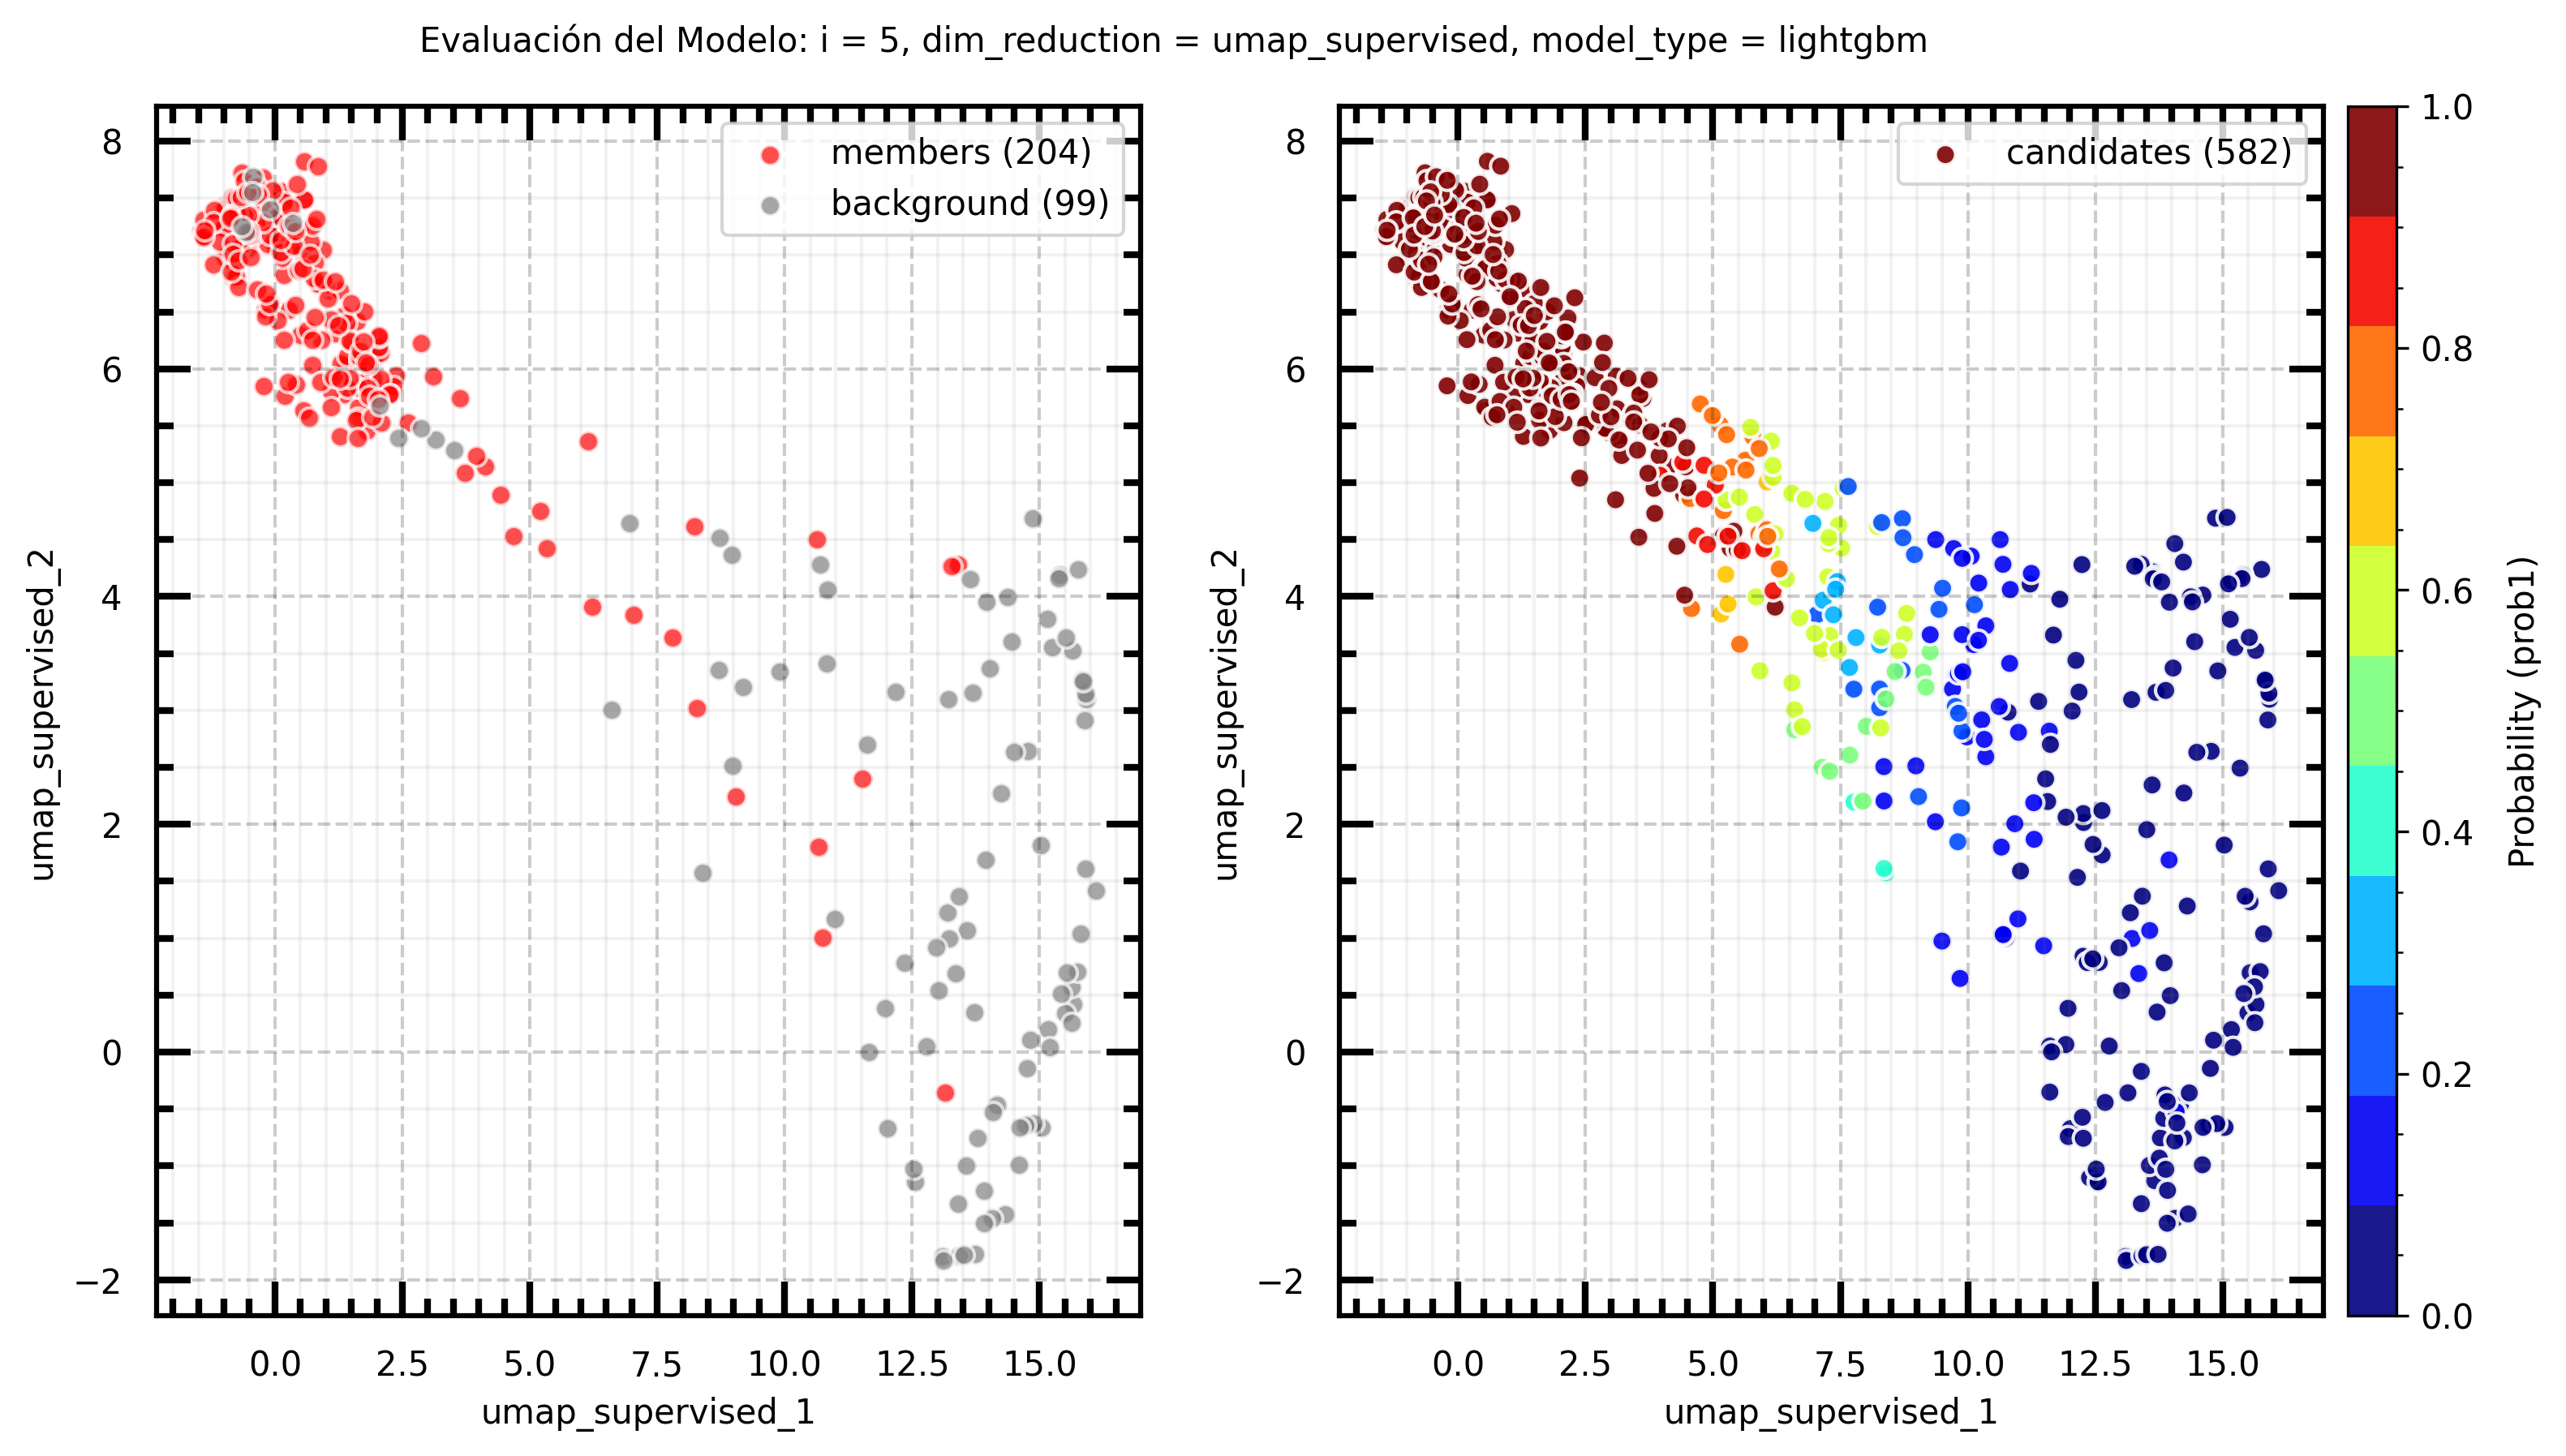 Evaluación del Modelo: i = 5, dim_reduction = umap_supervised, model_type = lightgbm
members (204)
background (99)
8
6
4
2
0
−2
umap_supervised_2
0.0 2.5 5.0 7.5 10.0 12.5 15.0
umap_supervised_1
candidates (582)
8
6
4
2
0
−2
umap_supervised_2
0.0 2.5 5.0 7.5 10.0 12.5 15.0
umap_supervised_1
1.0
0.8
0.6
0.4
0.2
0.0
Probability (prob1)